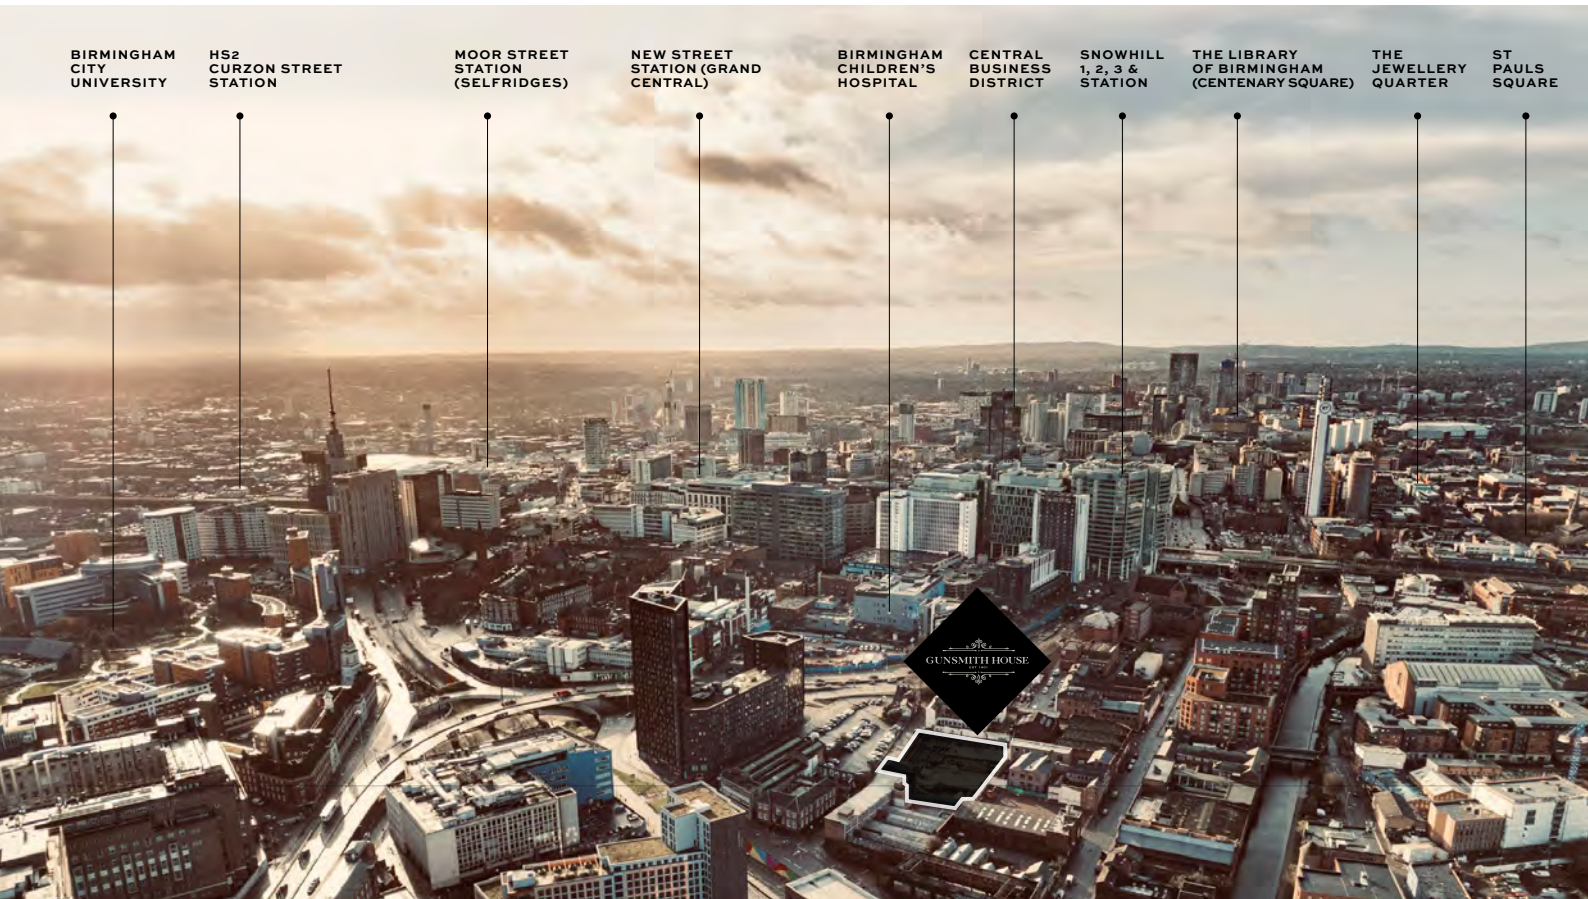 BIRMINGHAM
CITY
UNIVERSITY
HS2
CURZON STREET
STATION
MOOR STREET
STATION
(SELFRIDGES)
NEW STREET
STATION (GRAND
CENTRAL)
BIRMINGHAM
CHILDREN'S
HOSPITAL
CENTRAL
BUSINESS
DISTRICT
SNOWHILL
1, 2, 3 &
STATION
THE LIBRARY
OF BIRMINGHAM
(CENTENARY SQUARE)
THE
JEWELLERY
QUARTER
ST
PAULS
SQUARE
GUNSMITH HOUSE